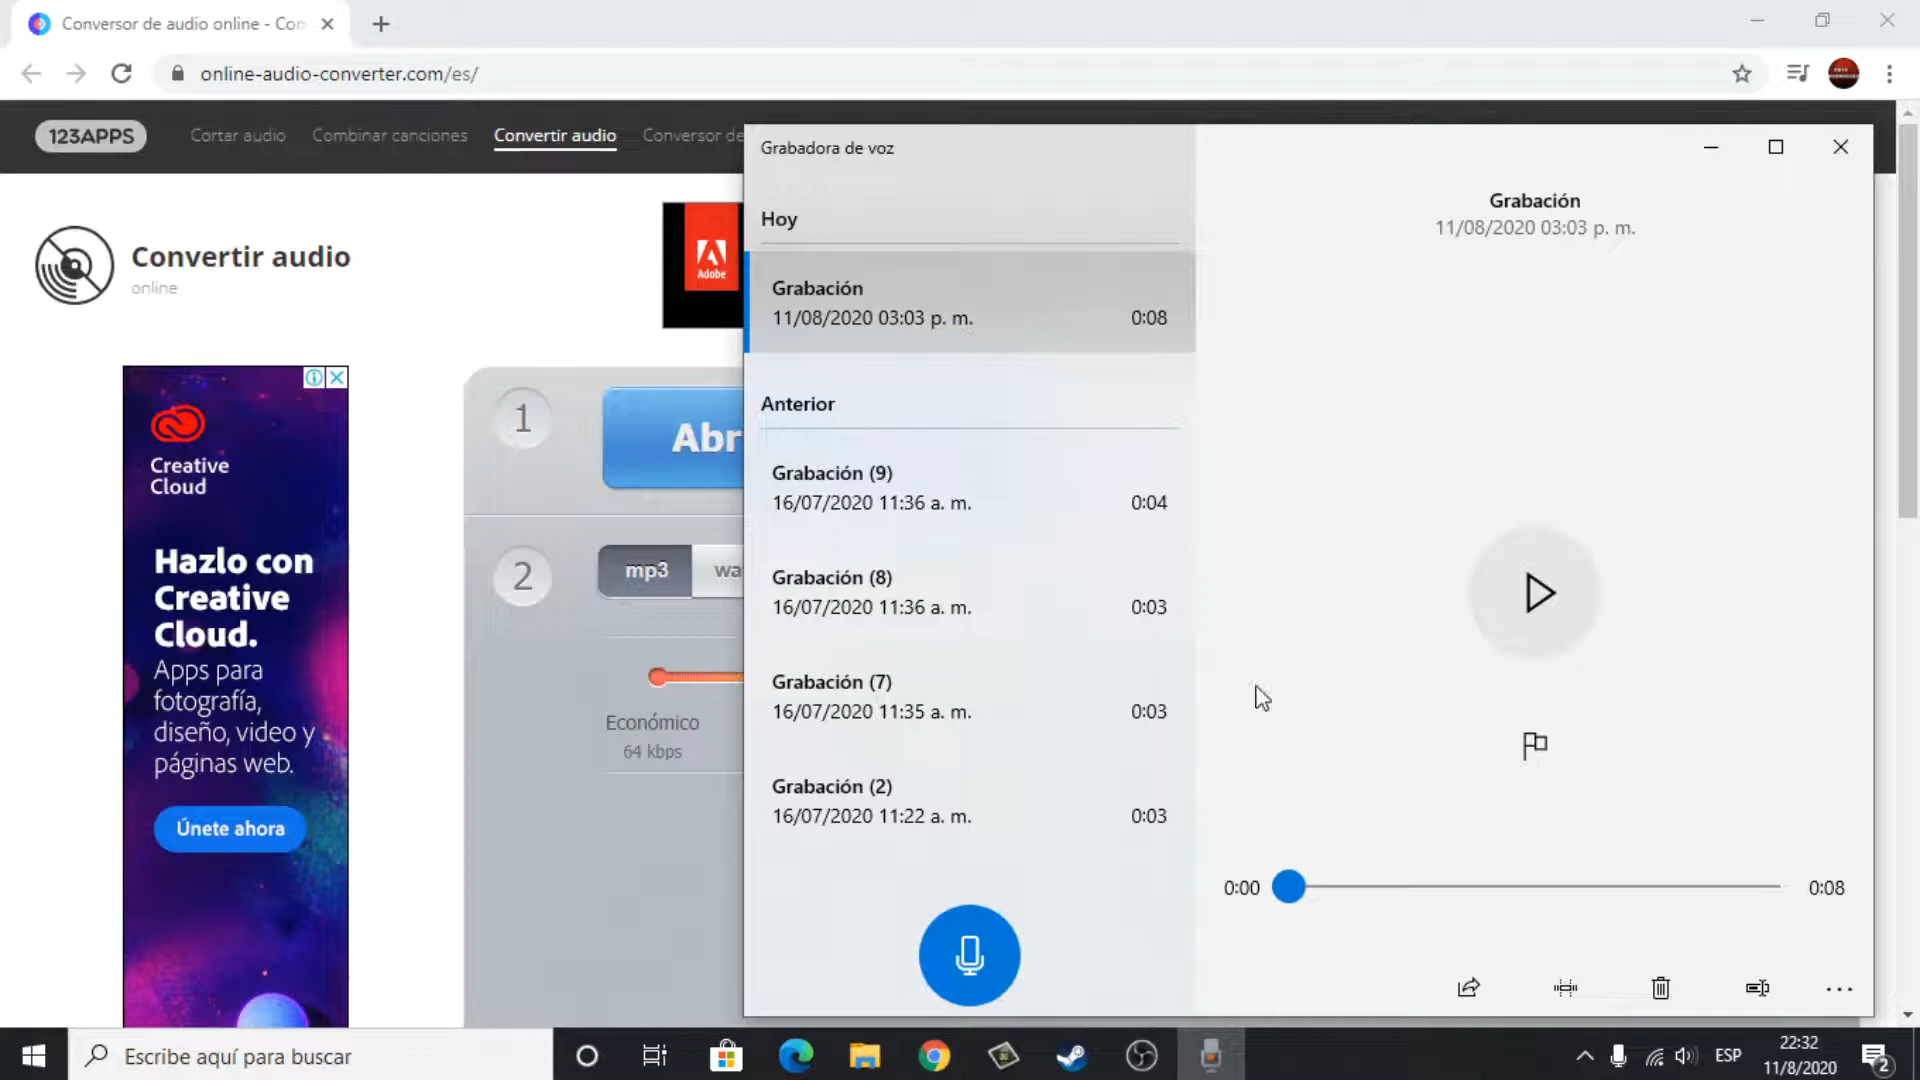 Conversor de audio online - Con
online-audio-converter.com/es/
123APPS
Cortar audio
Combinar canciones
Convertir audio
Conversor de
Convertir audio
online
Adobe
Creative
Cloud
Hazlo con
Creative
Cloud.
Apps para
fotografía,
diseño, video y
páginas web.
Únete ahora
1
Abr
2
mp3
wa
Económico
64 kbps
Grabadora de voz
Hoy
Grabación
11/08/2020 03:03 p. m.
0:08
Anterior
Grabación (9)
16/07/2020 11:36 a. m.
0:04
Grabación (8)
16/07/2020 11:36 a. m.
0:03
Grabación (7)
16/07/2020 11:35 a. m.
0:03
Grabación (2)
16/07/2020 11:22 a. m.
0:03
Grabación
11/08/2020 03:03 p. m.
0:00
0:08
Escribe aquí para buscar
ESP
22:32
11/8/2020
2